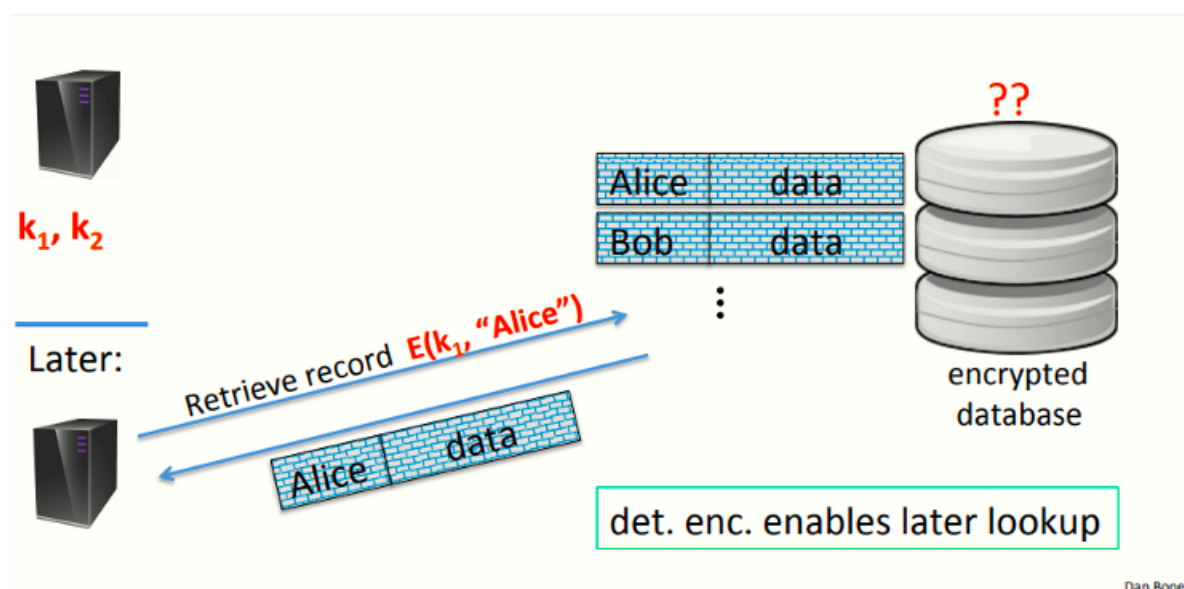 ??
Alice data
Bob data
k₁, k₂
⋮
Later:
Retrieve record E(k₁, “Alice”)
encrypted
database
Alice data
det. enc. enables later lookup
Dan Bone